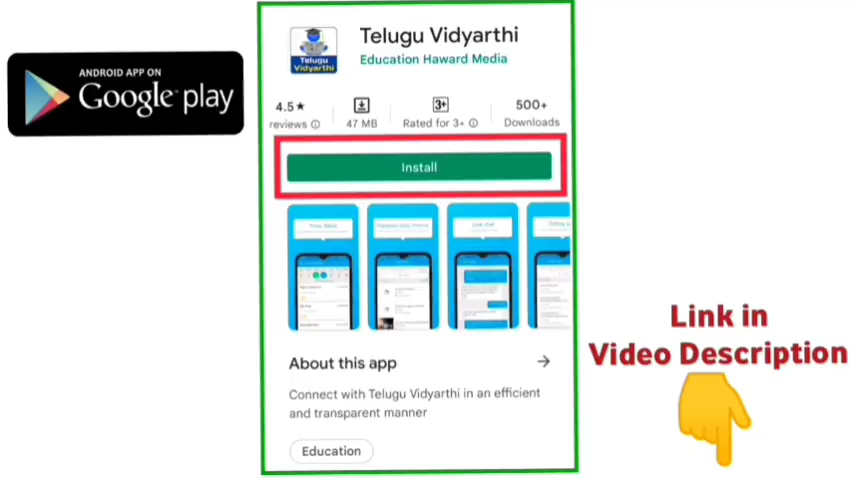 ANDROID APP ON
Google play
Telugu Vidyarthi
Education Haward Media
Telugu
Vidyarthi
4.5★
reviews
47 MB
3+
Rated for 3+
500+
Downloads
Install
Live chat
About this app
Connect with Telugu Vidyarthi in an efficient
and transparent manner
Education
Link in
Video Description